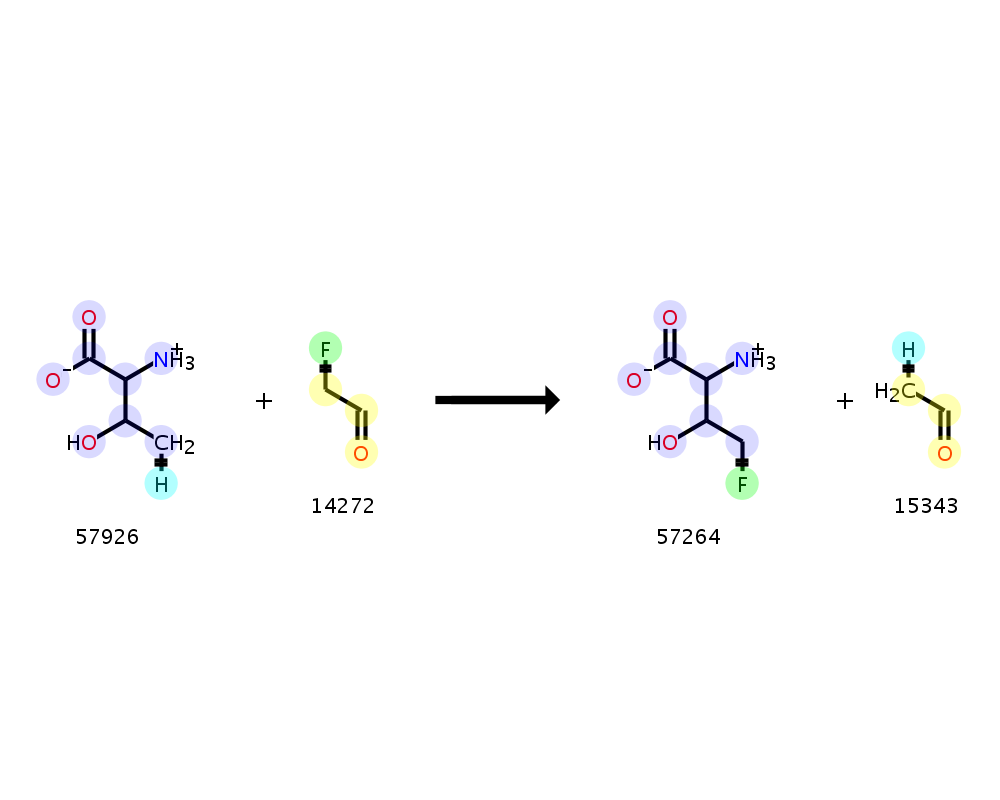 O O F H
O- NH3+ O- NH3+
+ + H2C
HO CH2 HO
O O
H F
14272 15343
57926 57264